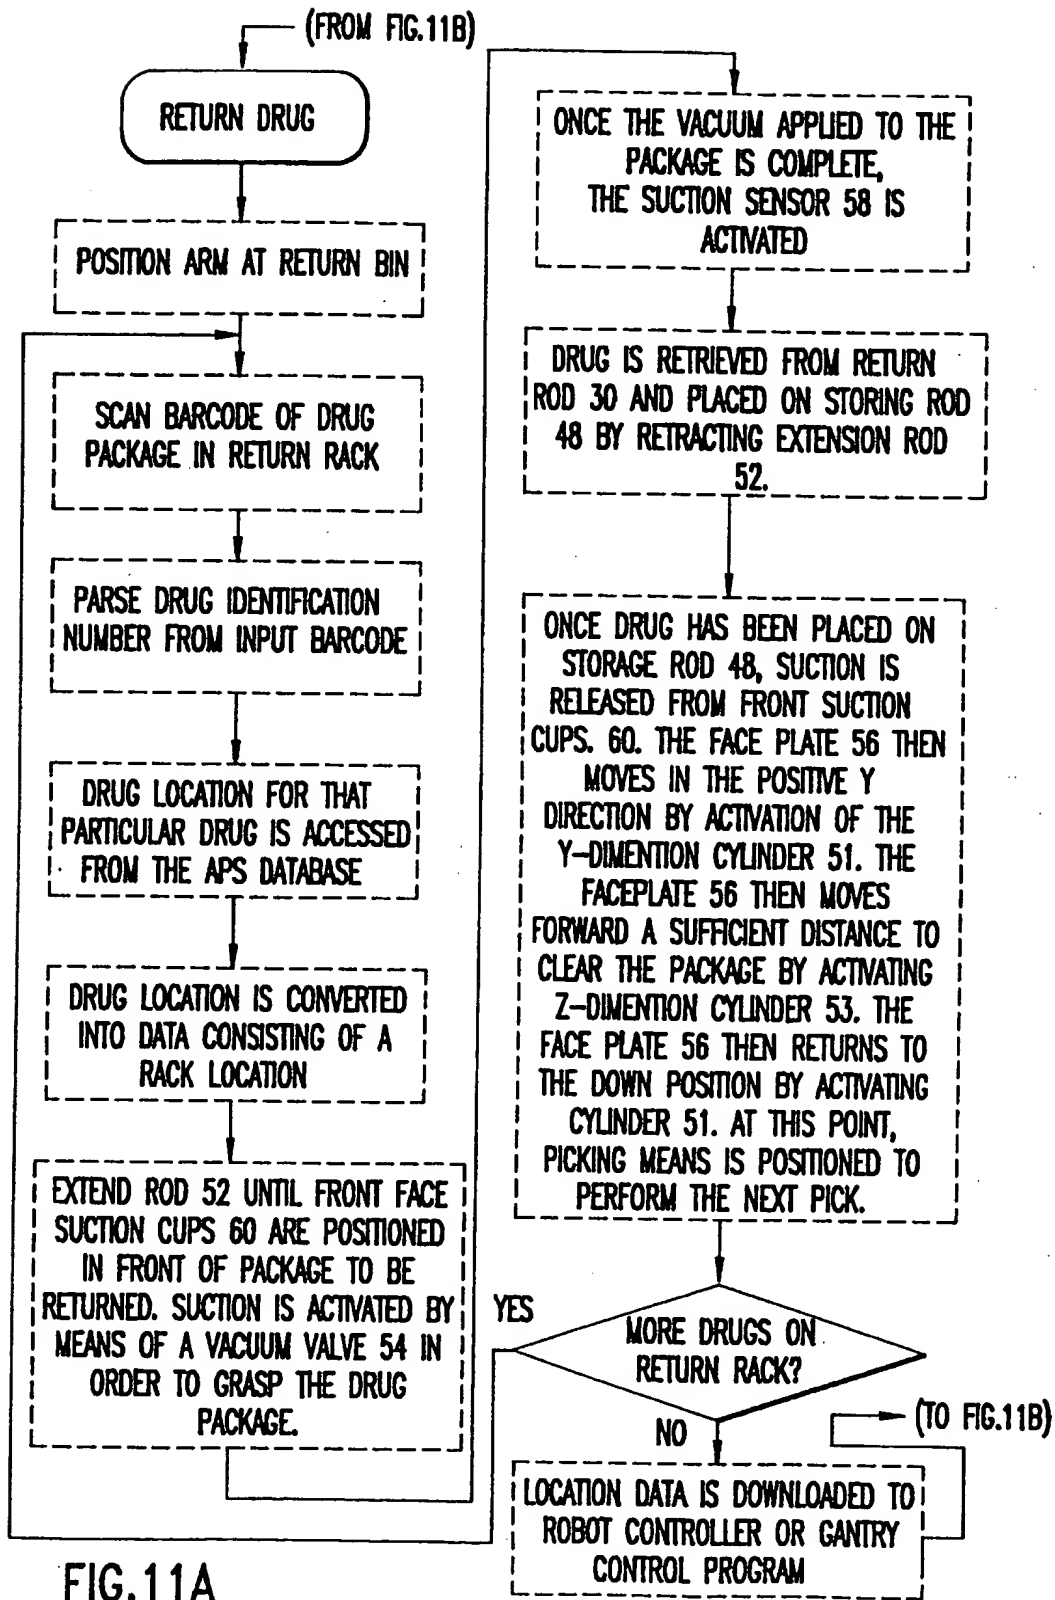 (FROM FIG.11B)
RETURN DRUG
POSITION ARM AT RETURN BIN
SCAN BARCODE OF DRUG
PACKAGE IN RETURN RACK
PARSE DRUG IDENTIFICATION
NUMBER FROM INPUT BARCODE
DRUG LOCATION FOR THAT
PARTICULAR DRUG IS ACCESSED
FROM THE APS DATABASE
DRUG LOCATION IS CONVERTED
INTO DATA CONSISTING OF A
RACK LOCATION
EXTEND ROD 52 UNTIL FRONT FACE
SUCTION CUPS 60 ARE POSITIONED
IN FRONT OF PACKAGE TO BE
RETURNED. SUCTION IS ACTIVATED BY
MEANS OF A VACUUM VALVE 54 IN
ORDER TO GRASP THE DRUG
PACKAGE.
ONCE THE VACUUM APPLIED TO THE
PACKAGE IS COMPLETE,
THE SUCTION SENSOR 58 IS
ACTIVATED
DRUG IS RETRIEVED FROM RETURN
ROD 30 AND PLACED ON STORING ROD
48 BY RETRACTING EXTENSION ROD
52.
ONCE DRUG HAS BEEN PLACED ON
STORAGE ROD 48, SUCTION IS
RELEASED FROM FRONT SUCTION
CUPS. 60. THE FACE PLATE 56 THEN
MOVES IN THE POSITIVE Y
DIRECTION BY ACTIVATION OF THE
Y-DIMENTION CYLINDER 51. THE
FACEPLATE 56 THEN MOVES
FORWARD A SUFFICIENT DISTANCE TO
CLEAR THE PACKAGE BY ACTIVATING
Z-DIMENTION CYLINDER 53. THE
FACE PLATE 56 THEN RETURNS TO
THE DOWN POSITION BY ACTIVATING
CYLINDER 51. AT THIS POINT,
PICKING MEANS IS POSITIONED TO
PERFORM THE NEXT PICK.
YES
MORE DRUGS ON
RETURN RACK?
NO
(TO FIG.11B)
LOCATION DATA IS DOWNLOADED TO
ROBOT CONTROLLER OR GANTRY
CONTROL PROGRAM
FIG.11A